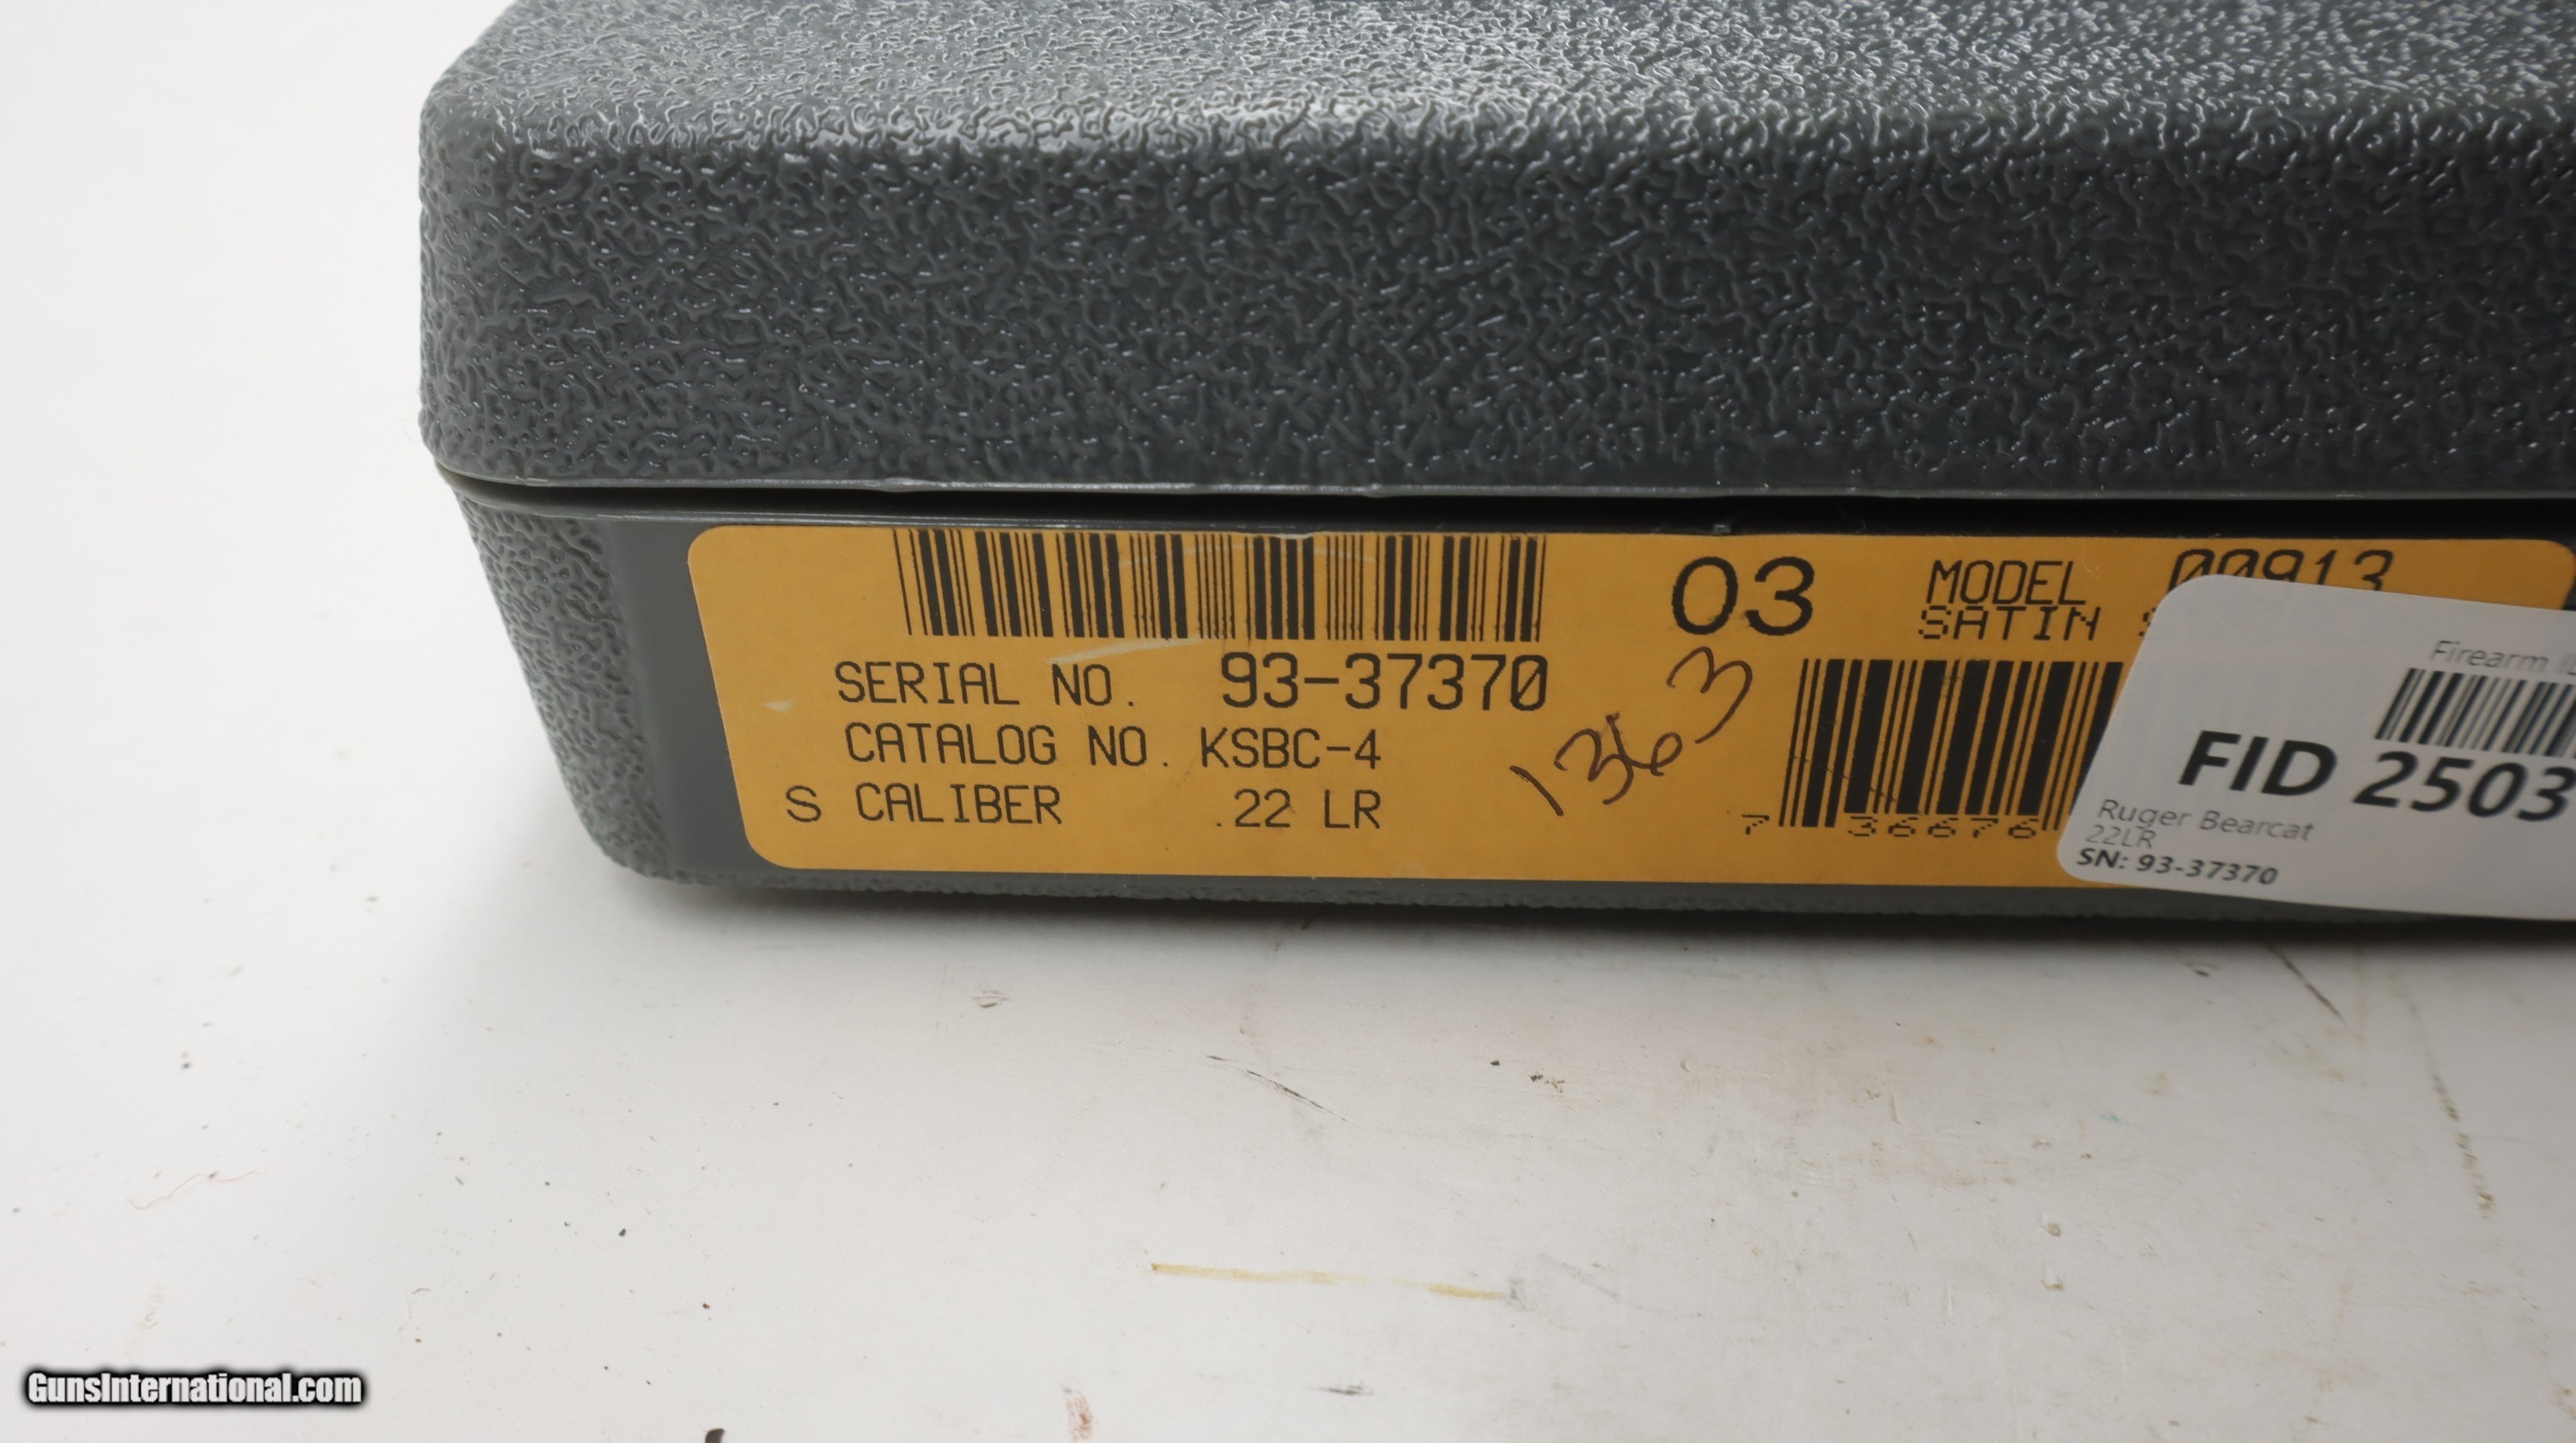 03
MODEL 00913
SATIN
SERIAL NO. 93-37370
CATALOG NO. KSBC-4
S CALIBER .22 LR
1363
7 36676
Firearm
FID 2503
Ruger Bearcat
22LR
SN: 93-37370
GunsInternational.com